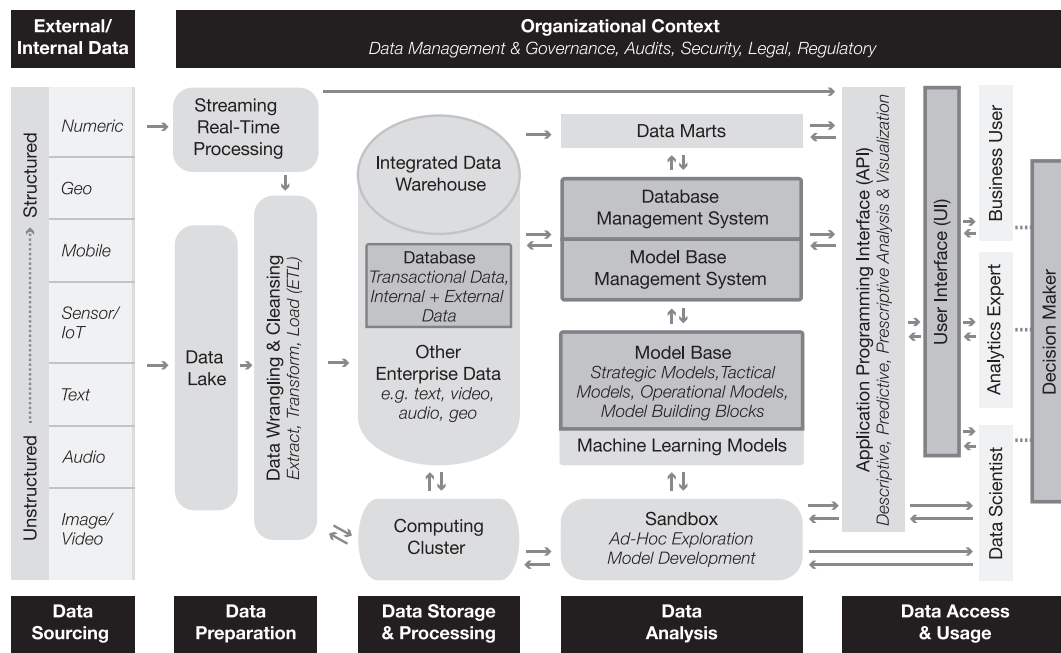 External/
Internal Data
Organizational Context
Data Management & Governance, Audits, Security, Legal, Regulatory
Structured
Unstructured
Numeric
Geo
Mobile
Sensor/
IoT
Text
Audio
Image/
Video
Streaming
Real-Time
Processing
Data
Lake
Data Wrangling & Cleansing
Extract, Transform, Load (ETL)
Integrated Data
Warehouse
Database
Transactional Data,
Internal + External
Data
Other
Enterprise Data
e.g. text, video,
audio, geo
Computing
Cluster
Data Marts
Database
Management System
Model Base
Management System
Model Base
Strategic Models,Tactical
Models, Operational Models,
Model Building Blocks
Machine Learning Models
Sandbox
Ad-Hoc Exploration
Model Development
Application Programming Interface (API)
Descriptive, Predictive, Prescriptive Analysis & Visualization
User Interface (UI)
Business User
Analytics Expert
Data Scientist
Decision Maker
Data
Sourcing
Data
Preparation
Data Storage
& Processing
Data
Analysis
Data Access
& Usage